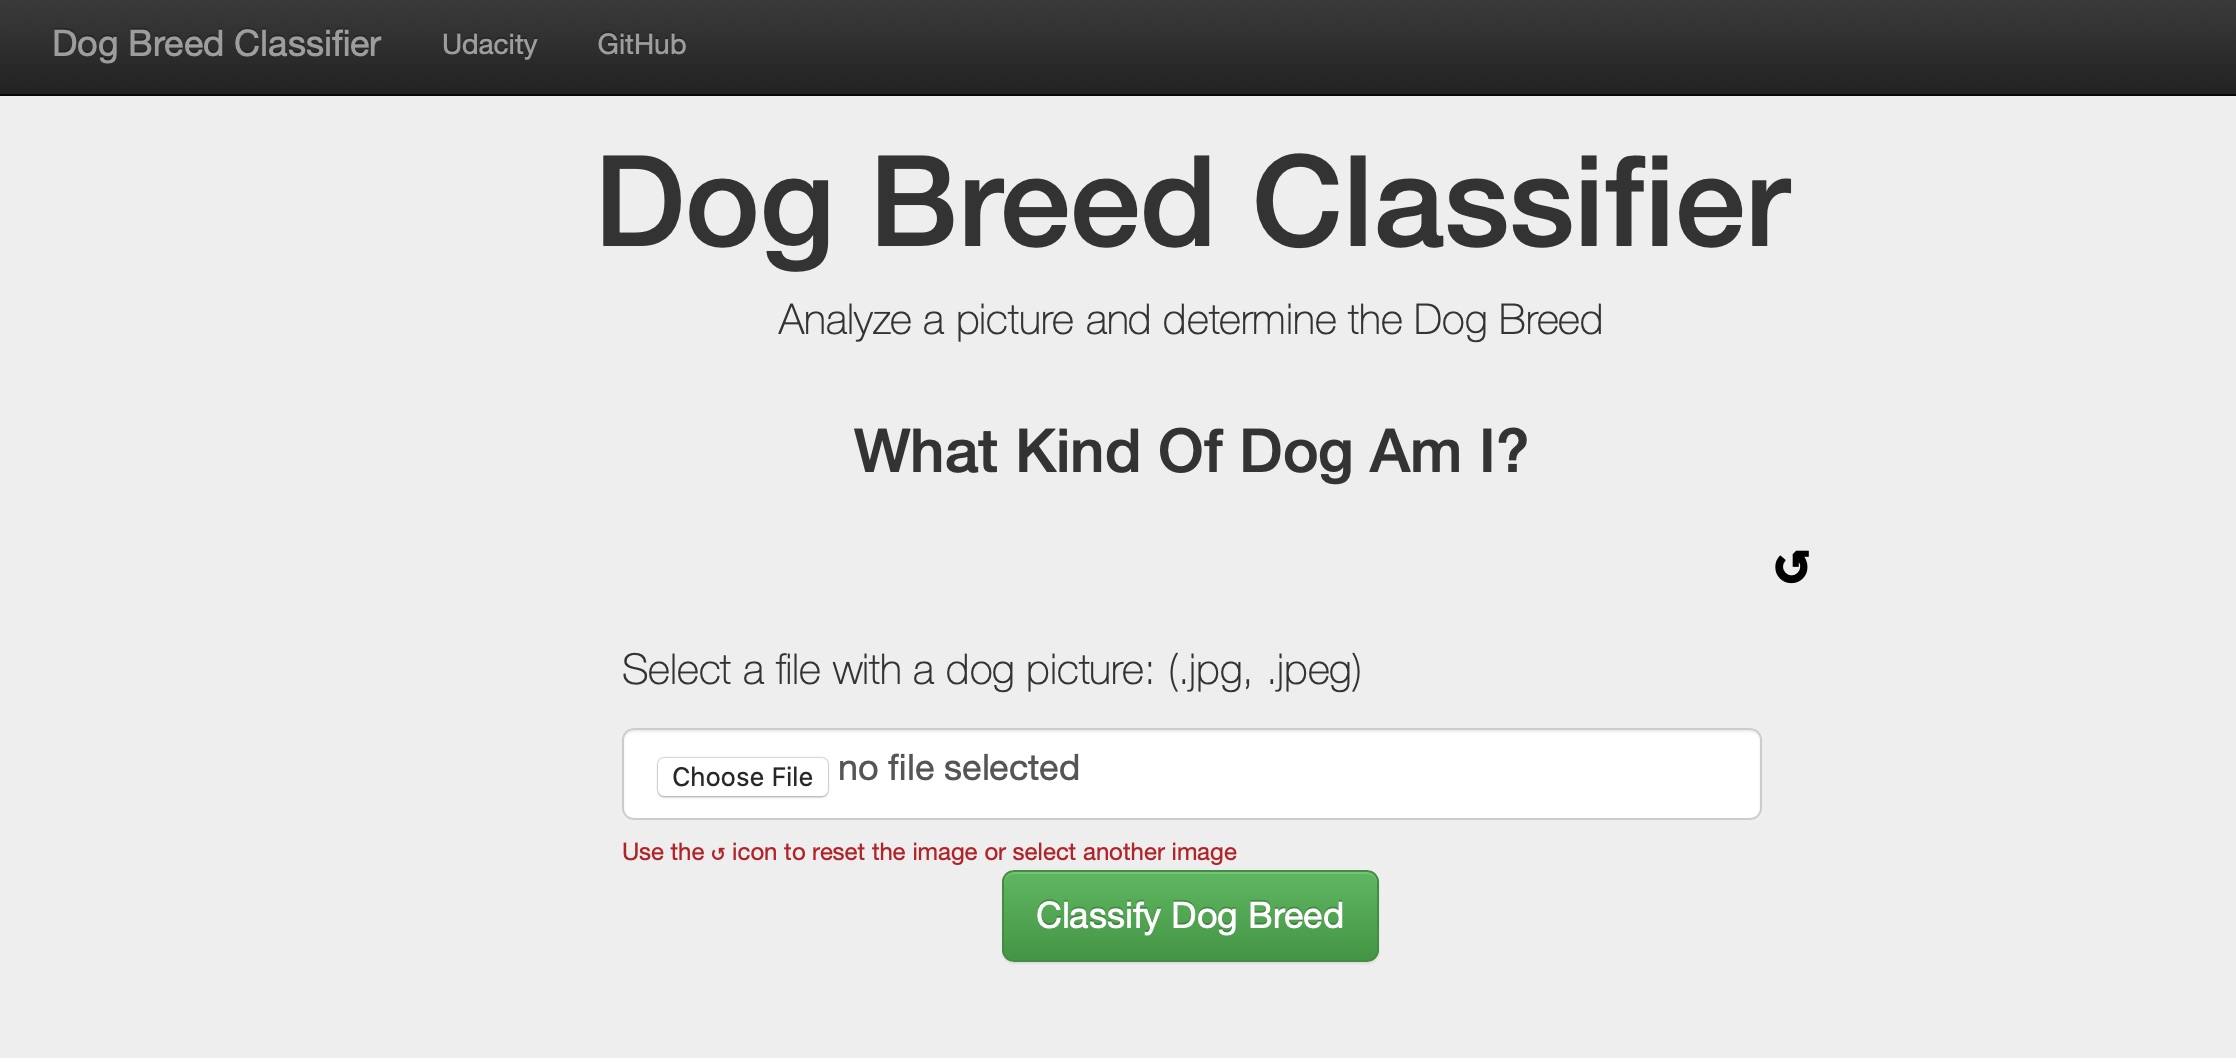 Dog Breed Classifier Udacity GitHub
Dog Breed Classifier
Analyze a picture and determine the Dog Breed
What Kind Of Dog Am I?
↺
Select a file with a dog picture: (.jpg, .jpeg)
Choose File no file selected
Use the ↺ icon to reset the image or select another image
Classify Dog Breed